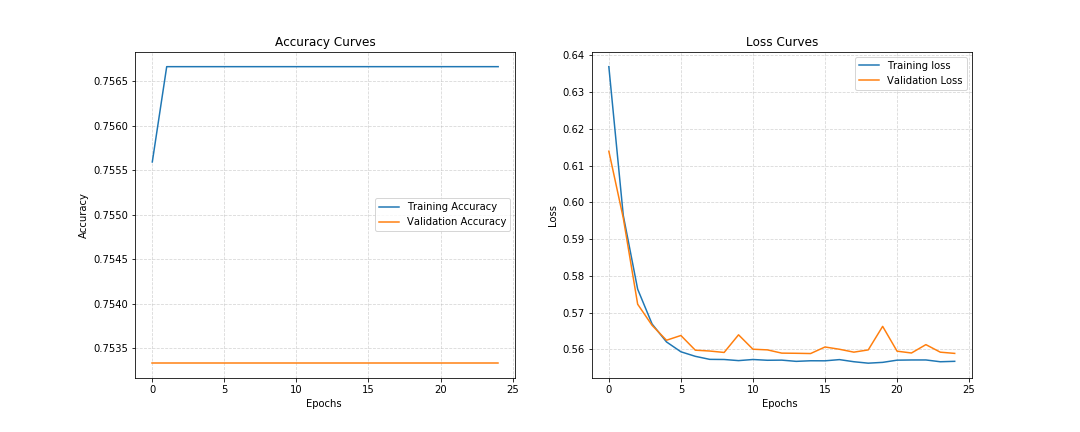 Accuracy Curves
0.7565
0.7560
0.7555
0.7550
0.7545
0.7540
0.7535
Accuracy
Training Accuracy
Validation Accuracy
0 5 10 15 20 25
Epochs
Loss Curves
0.64
0.63
0.62
0.61
0.60
0.59
0.58
0.57
0.56
Loss
Training loss
Validation Loss
0 5 10 15 20 25
Epochs